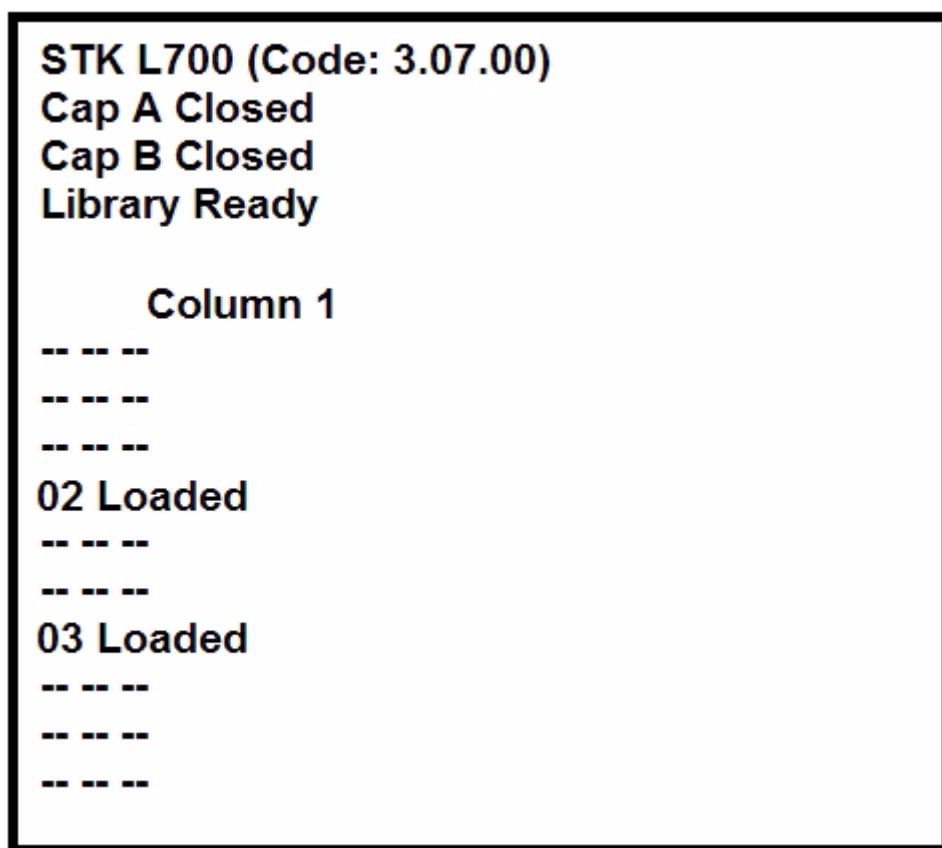 STK L700 (Code: 3.07.00)
Cap A Closed
Cap B Closed
Library Ready
Column 1
-- -- --
-- -- --
-- -- --
02 Loaded
-- -- --
-- -- --
03 Loaded
-- -- --
-- -- --
-- -- --